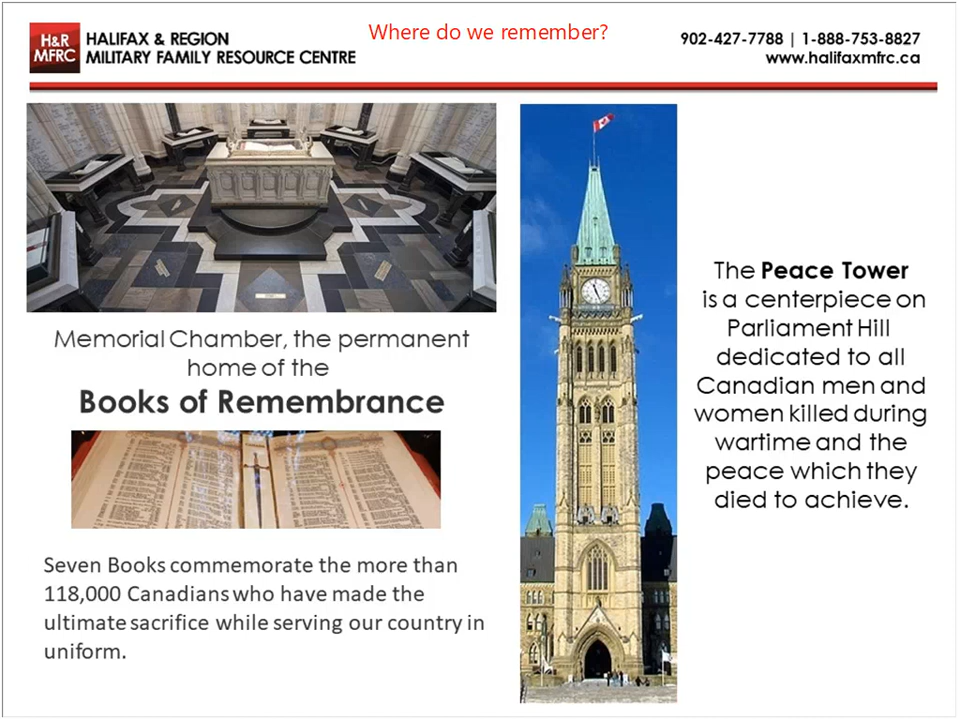 H&R
MFRC
HALIFAX & REGION
MILITARY FAMILY RESOURCE CENTRE
Where do we remember?
902-427-7788 | 1-888-753-8827
www.halifaxmfrc.ca
Memorial Chamber, the permanent
home of the
Books of Remembrance
Seven Books commemorate the more than
118,000 Canadians who have made the
ultimate sacrifice while serving our country in
uniform.
The Peace Tower
is a centerpiece on
Parliament Hill
dedicated to all
Canadian men and
women killed during
wartime and the
peace which they
died to achieve.